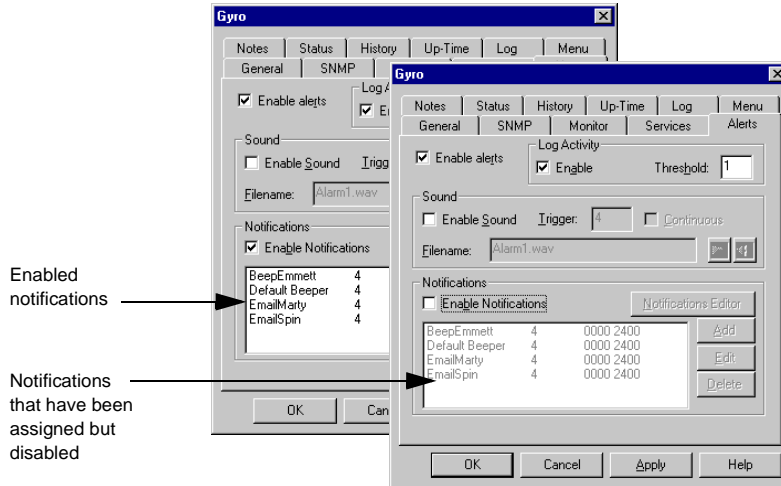 Gyro
Notes Status History Up-Time Log Menu
General SNMP
Enable alerts
Log A
En
Sound
Enable Sound Trigg
Filename: Alarm1.wav
Notifications
Enable Notifications
BeepEmmett 4
Default Beeper 4
EmailMarty 4
EmailSpin 4
OK Can
Gyro
Notes Status History Up-Time Log Menu
General SNMP Monitor Services Alerts
Enable alerts
Log Activity
Enable Threshold: 1
Sound
Enable Sound Trigger: 4 Continuous
Filename: Alarm1.wav
Notifications
Enable Notifications Notifications Editor
BeepEmmett 4 0000 2400
Default Beeper 4 0000 2400
EmailMarty 4 0000 2400
EmailSpin 4 0000 2400
Add
Edit
Delete
OK Cancel Apply Help
Enabled
notifications
Notifications
that have been
assigned but
disabled